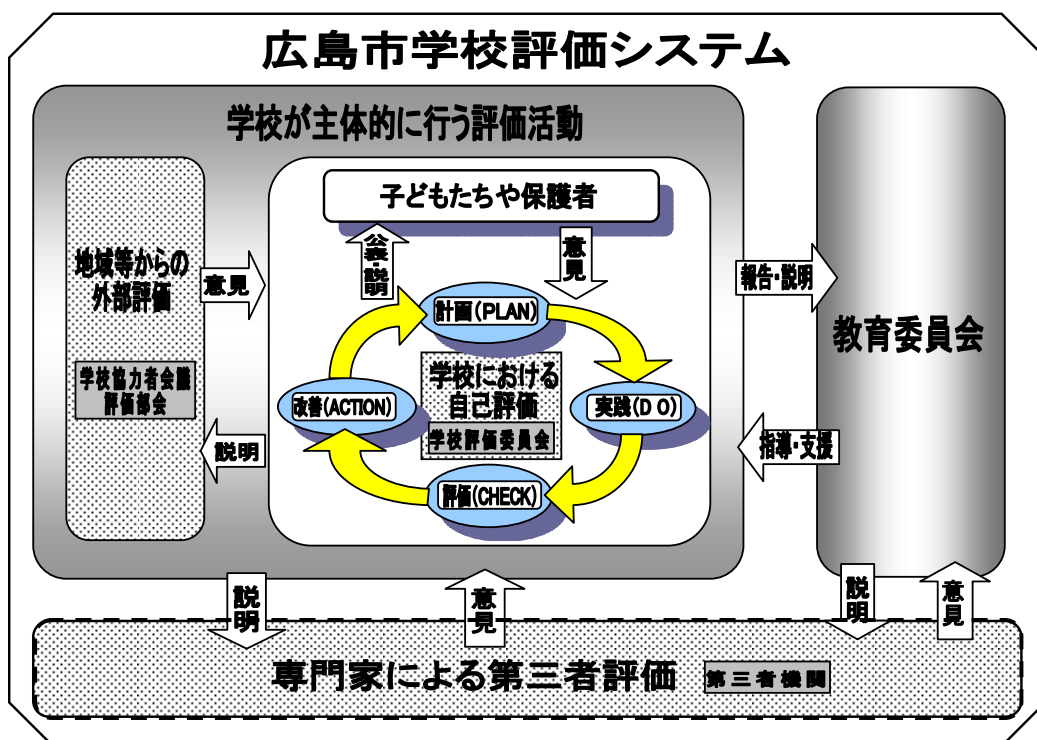 広島市学校評価システム
学校が主体的に行う評価活動
子どもたちや保護者
公表・説明
意見
地域等からの
外部評価
意見
学校協力者会議
評価部会
説明
計画(PLAN)
学校における
自己評価
学校評価委員会
改善(ACTION)
実践(ＤＯ)
評価(CHECK)
報告・説明
教育委員会
指導・支援
説明
意見
説明
意見
専門家による第三者評価
第三者機関